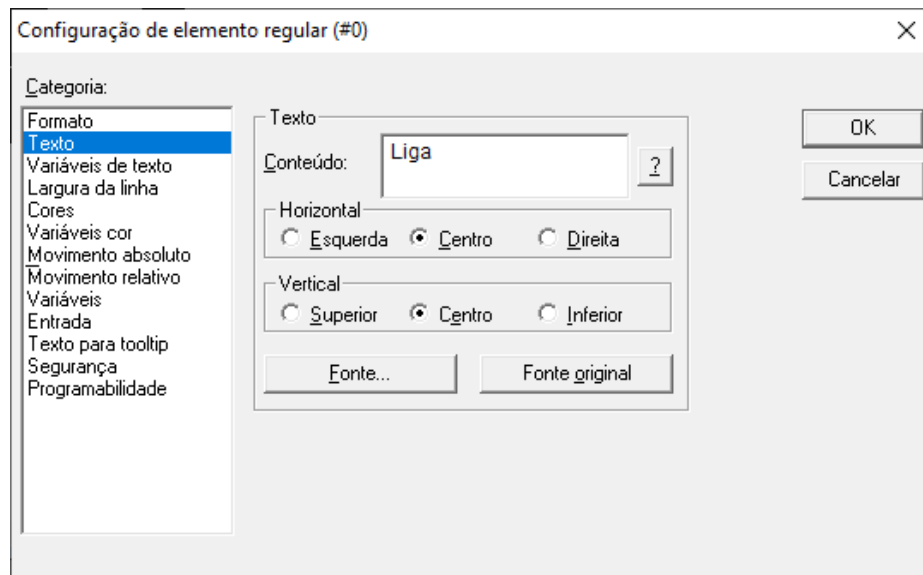 Configuração de elemento regular (#0)
Categoria:
Formato
Texto
Variáveis de texto
Largura da linha
Cores
Variáveis cor
Movimento absoluto
Movimento relativo
Variáveis
Entrada
Texto para tooltip
Segurança
Programabilidade
Texto
Conteúdo:
Liga
?
Horizontal
Esquerda Centro Direita
Vertical
Superior Centro Inferior
Fonte... Fonte original
OK
Cancelar